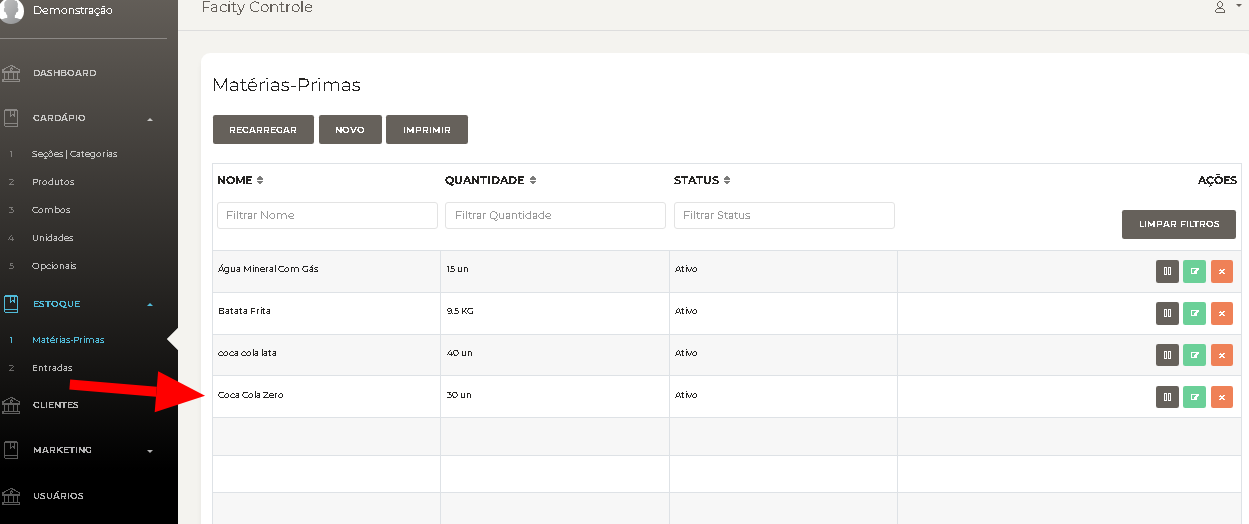 Demonstração
Facity Controle
DASHBOARD
CARDÁPIO
1 Seções | Categorias
2 Produtos
3 Combos
4 Unidades
5 Opcionais
ESTOQUE
1 Matérias-Primas
2 Entradas
CLIENTES
MARKETING
USUÁRIOS
Matérias-Primas
RECARREGAR NOVO IMPRIMIR
NOME QUANTIDADE STATUS AÇÕES
Filtrar Nome Filtrar Quantidade Filtrar Status LIMPAR FILTROS
Água Mineral Com Gás 15 un Ativo
Batata Frita 9.5 KG Ativo
coca cola lata 40 un Ativo
Coca Cola Zero 30 un Ativo